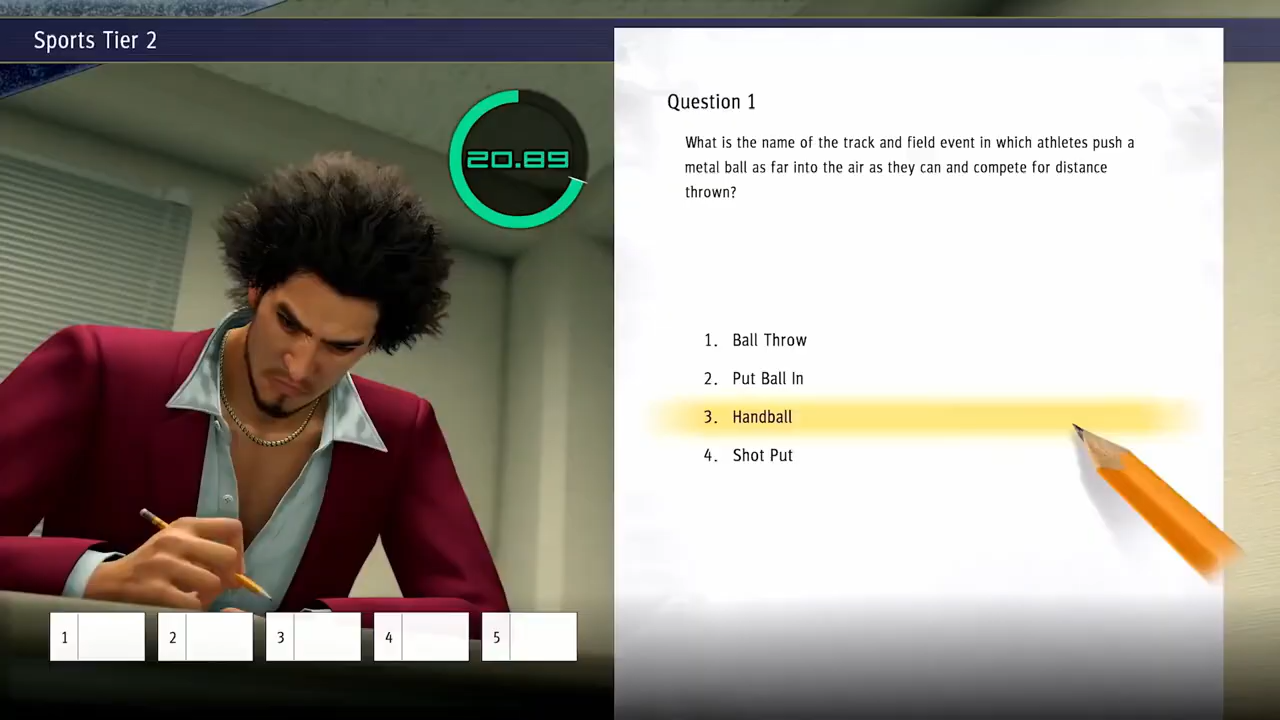 Sports Tier 2
20.89
Question 1
What is the name of the track and field event in which athletes push a
metal ball as far into the air as they can and compete for distance
thrown?
1. Ball Throw
2. Put Ball In
3. Handball
4. Shot Put
1 2 3 4 5